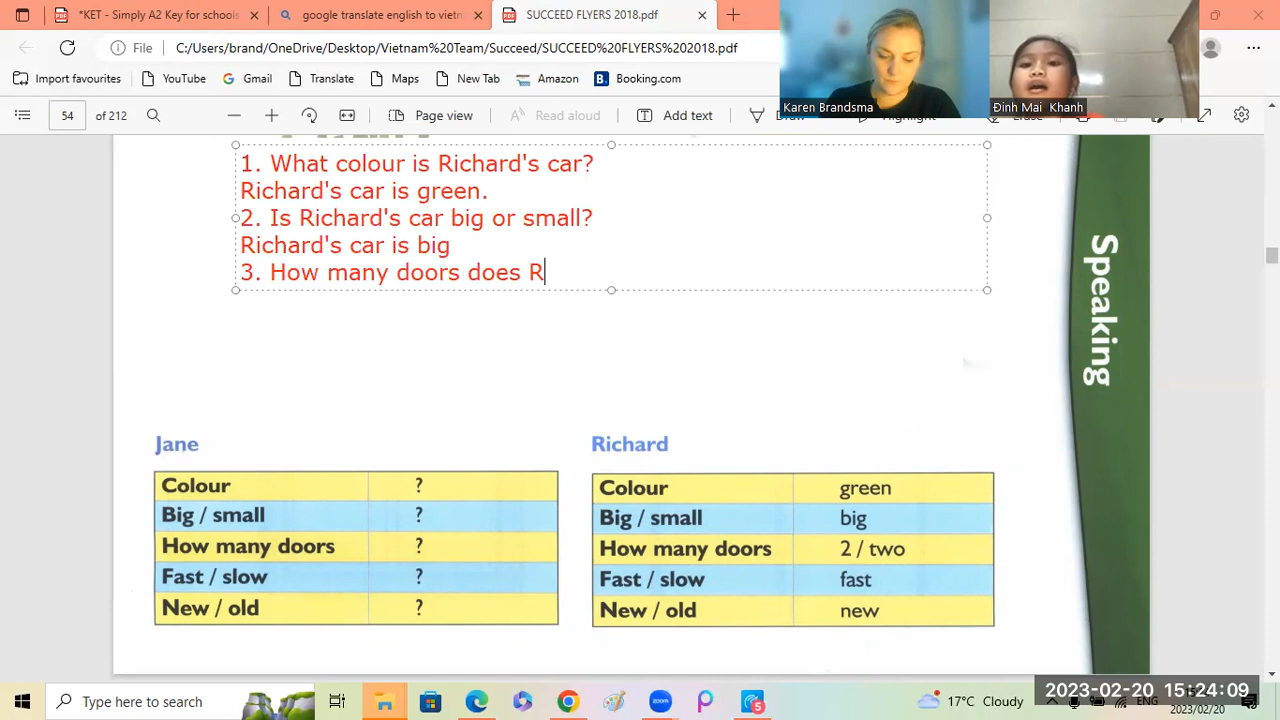 *KET - Simply A2 Key for schools
google translate english to vietn
SUCCEED FLYERS 2018.pdf
File
C:/Users/brand/OneDrive/Desktop/Vietnam%20Team/Succeed/SUCCEED%20FLYERS%202018.pdf
Import favourites
YouTube
Gmail
Translate
Maps
New Tab
Amazon
B. Booking.com
54 of 212
Page view
A Read aloud
Add text
Karen Brandsma
Đinh Mai Khanh
1. What colour is Richard's car?
Richard's car is green.
2. Is Richard's car big or small?
Richard's car is big
3. How many doors does R
Speaking
Jane
Colour ?
Big / small ?
How many doors ?
Fast / slow ?
New / old ?
Richard
Colour green
Big / small big
How many doors 2 / two
Fast / slow fast
New / old new
Type here to search
zoom
5
17°C Cloudy
ENG
2023-02-20 15:24:09
2023/02/20